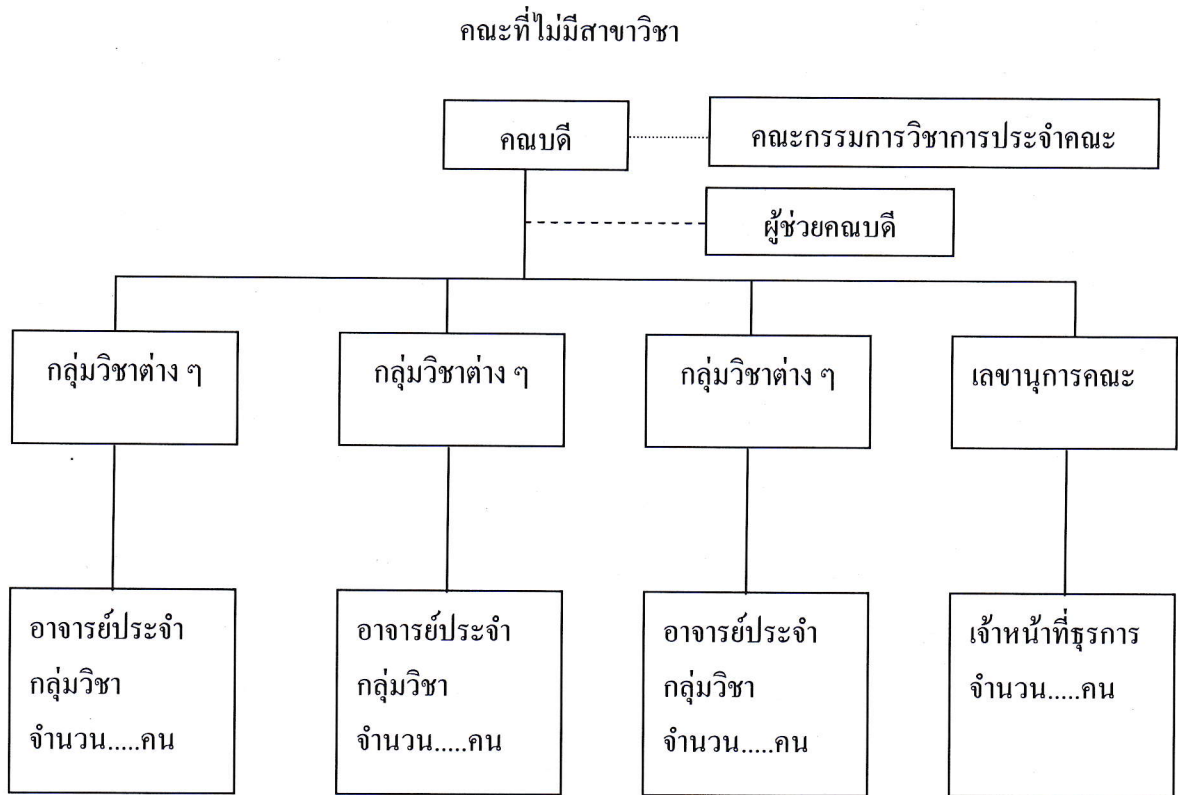 คณะที่ไม่มีสาขาวิชา
คณบดี
คณะกรรมการวิชาการประจำคณะ
ผู้ช่วยคณบดี
กลุ่มวิชาต่าง ๆ
กลุ่มวิชาต่าง ๆ
กลุ่มวิชาต่าง ๆ
เลขานุการคณะ
อาจารย์ประจำ
กลุ่มวิชา
จำนวน.....คน
อาจารย์ประจำ
กลุ่มวิชา
จำนวน.....คน
อาจารย์ประจำ
กลุ่มวิชา
จำนวน.....คน
เจ้าหน้าที่ธุรการ
จำนวน.....คน